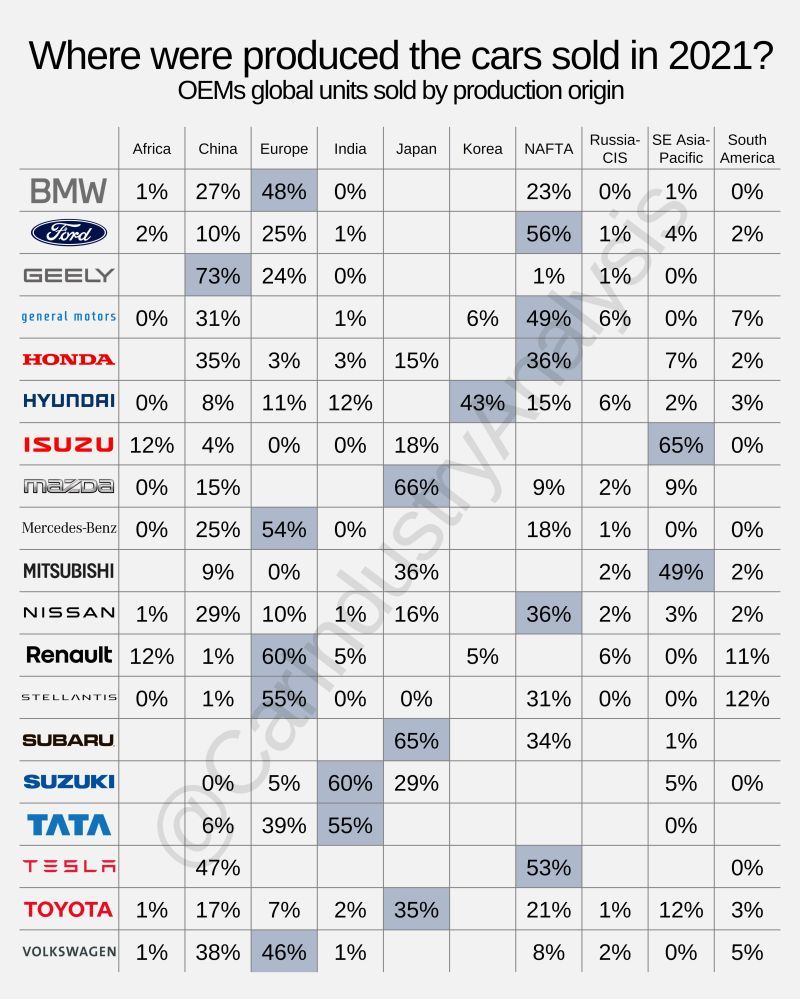 Where were produced the cars sold in 2021?
OEMs global units sold by production origin
Africa China Europe India Japan Korea NAFTA Russia-CIS SE Asia-Pacific South America
BMW 1% 27% 48% 0% 23% 0% 1% 0%
Ford 2% 10% 25% 1% 56% 1% 4% 2%
GEELY 73% 24% 0% 1% 1% 0%
general motors 0% 31% 1% 6% 49% 6% 0% 7%
HONDA 35% 3% 3% 15% 36% 7% 2%
HYUNDAI 0% 8% 11% 12% 43% 15% 6% 2% 3%
ISUZU 12% 4% 0% 0% 18% 65% 0%
mazda 0% 15% 66% 9% 2% 9%
Mercedes-Benz 0% 25% 54% 0% 18% 1% 0% 0%
MITSUBISHI 9% 0% 36% 2% 49% 2%
NISSAN 1% 29% 10% 1% 16% 36% 2% 3% 2%
Renault 12% 1% 60% 5% 5% 6% 0% 11%
STELLANTIS 0% 1% 55% 0% 0% 31% 0% 0% 12%
SUBARU 65% 34% 1%
SUZUKI 0% 5% 60% 29% 5% 0%
TATA 6% 39% 55% 0%
TESLA 47% 53% 0%
TOYOTA 1% 17% 7% 2% 35% 21% 1% 12% 3%
VOLKSWAGEN 1% 38% 46% 1% 8% 2% 0% 5%
@CarIndustryAnalysis